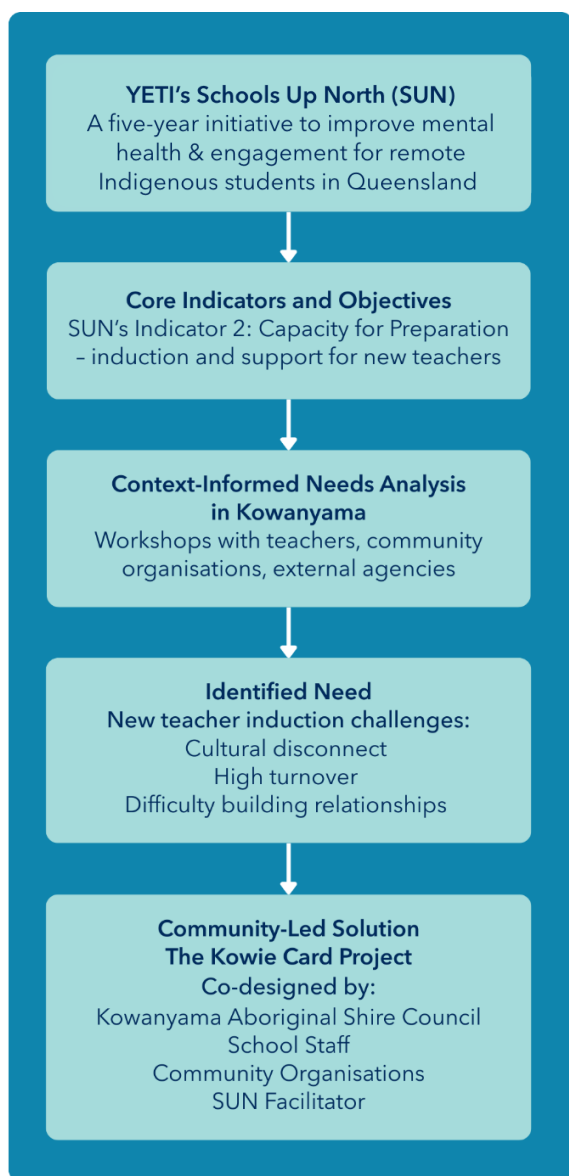 YETI's Schools Up North (SUN)
A five-year initiative to improve mental
health & engagement for remote
Indigenous students in Queensland
Core Indicators and Objectives
SUN's Indicator 2: Capacity for Preparation
– induction and support for new teachers
Context-Informed Needs Analysis
in Kowanyama
Workshops with teachers, community
organisations, external agencies
Identified Need
New teacher induction challenges:
Cultural disconnect
High turnover
Difficulty building relationships
Community-Led Solution
The Kowie Card Project
Co-designed by:
Kowanyama Aboriginal Shire Council
School Staff
Community Organisations
SUN Facilitator